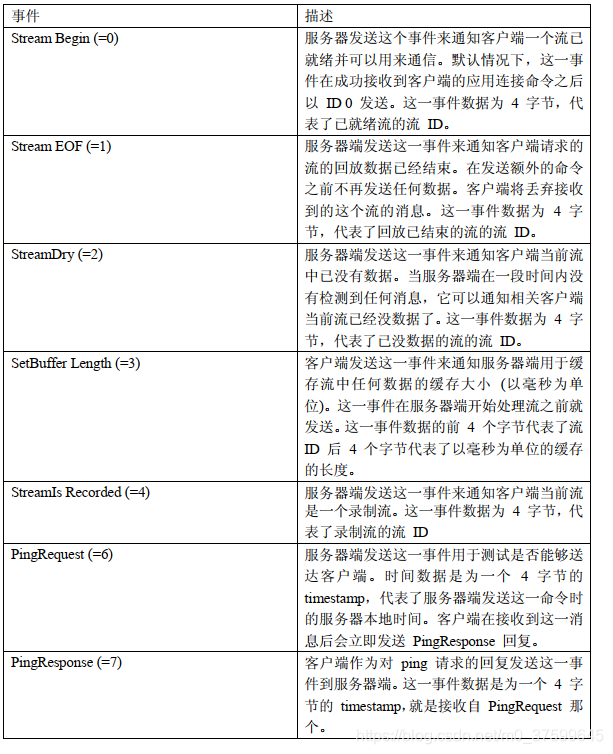 事件 描述
Stream Begin (=0) 服务器发送这个事件来通知客户端一个流已
就绪并可以用来通信。默认情况下，这一事
件在成功接收到客户端的应用连接命令之后
以 ID 0 发送。这一事件数据为 4 字节，代
表了已就绪流的流 ID。
Stream EOF (=1) 服务器端发送这一事件来通知客户端请求的
流的回放数据已经结束。在发送额外的命令
之前不再发送任何数据。客户端将丢弃接收
到的这个流的消息。这一事件数据为 4 字
节，代表了回放已结束的流的流 ID。
StreamDry (=2) 服务器端发送这一事件来通知客户端当前流
中已没有数据。当服务器端在一段时间内没
有检测到任何消息，它可以通知相关客户端
当前流已经没数据了。这一事件数据为 4 字
节，代表了已没数据的流的流 ID。
SetBuffer Length (=3) 客户端发送这一事件来通知服务器端用于缓
存流中任何数据的缓存大小 (以毫秒为单
位)。这一事件在服务器端开始处理流之前就
发送。这一事件数据的前 4 个字节代表了流
ID 后 4 个字节代表了以毫秒为单位的缓存
的长度。
StreamIs Recorded (=4) 服务器端发送这一事件来通知客户端当前流
是一个录制流。这一事件数据为 4 字节，代
表了录制流的流 ID
PingRequest (=6) 服务器端发送这一事件用于测试是否能够送
达客户端。时间数据是为一个 4 字节的
timestamp，代表了服务器端发送这一命令时
的服务器本地时间。客户端在接收到这一消
息后会立即发送 PingResponse 回复。
PingResponse (=7) 客户端作为对 ping 请求的回复发送这一事
件到服务器端。这一事件数据是为一个 4 字
节的 timestamp，就是接收自 PingRequest 那
个。